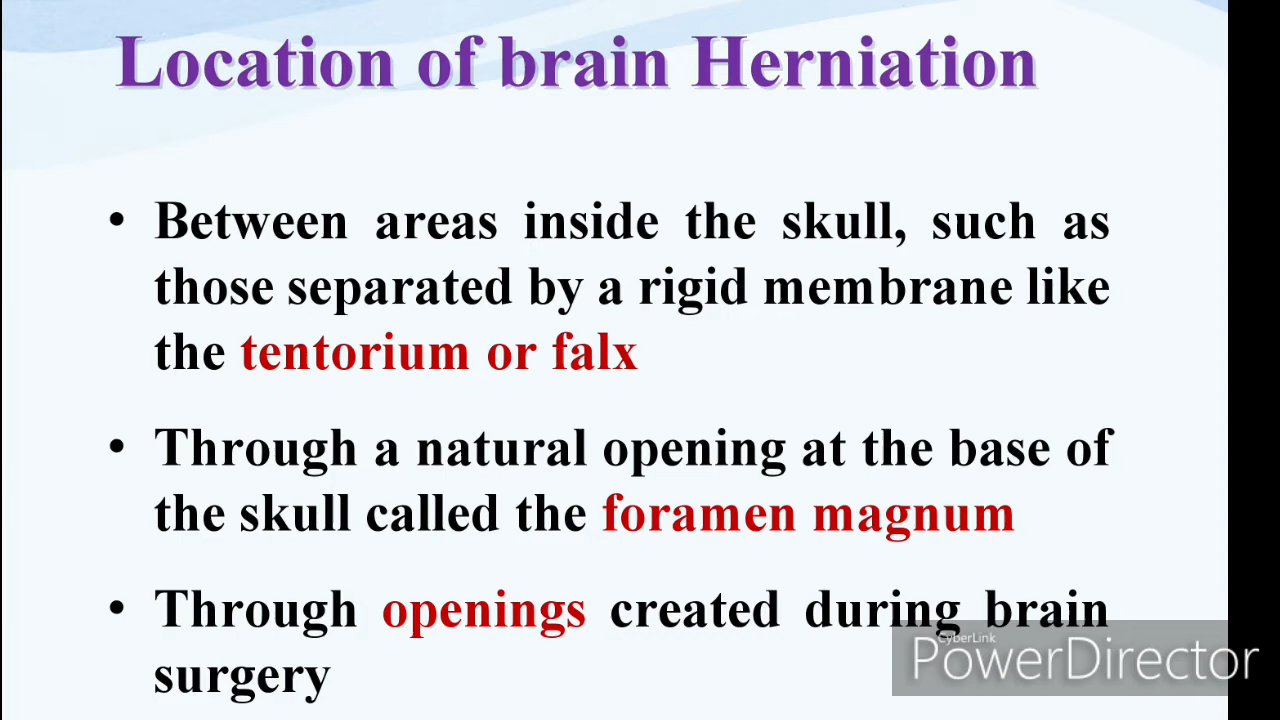 Location of brain Herniation
• Between areas inside the skull, such as
those separated by a rigid membrane like
the tentorium or falx
• Through a natural opening at the base of
the skull called the foramen magnum
• Through openings created during brain
surgery
CyberLink
PowerDirector